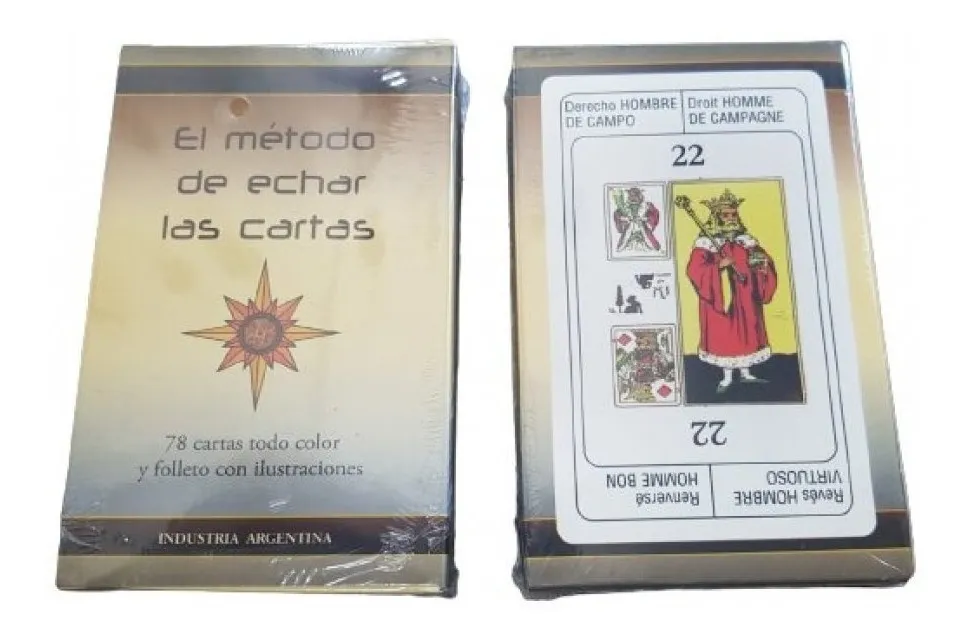 El método
de echar
las cartas
78 cartas todo color
y folleto con ilustraciones
INDUSTRIA ARGENTINA
Derecho HOMBRE
DE CAMPO
Droit HOMME
DE CAMPAGNE
22
22
Revés HOMBRE
VIRTUOSO
Renversé
HOMME BON